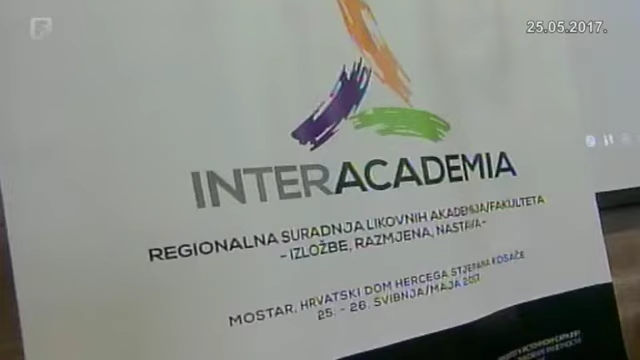 25.05.2017.
INTERACADEMIA
REGIONALNA SURADNJA LIKOVNIH AKADEMIJA/FAKULTETA
- IZLOŽBE, RAZMJENA, NASTAVA -
MOSTAR, HRVATSKI DOM HERCEGA STJEPANA KOSAČE
25. - 26. SVIBNJA/MAJA 2017.